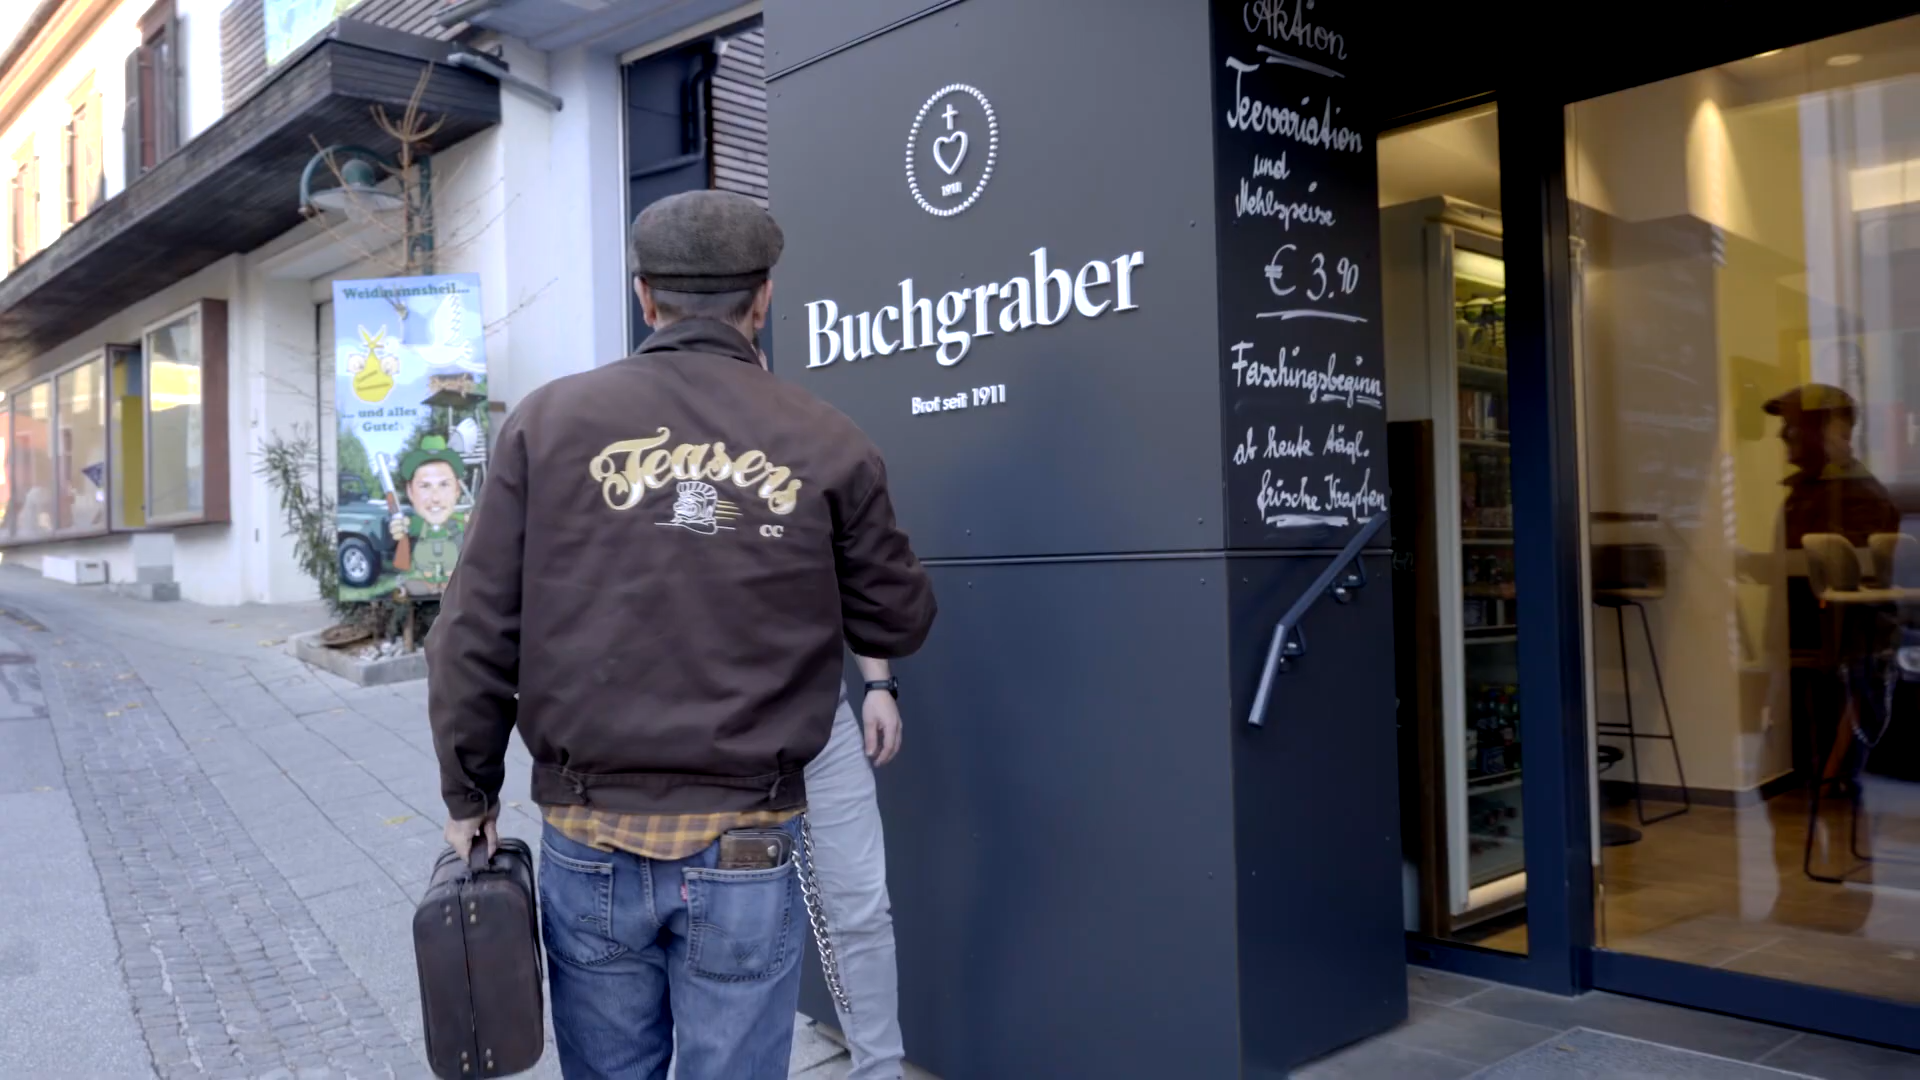 Weidmannsheil...
... und alles
Gute!
Teasers
CC
1911
Buchgraber
Brot seit 1911
Aktion
Teevariation
und
Mehlspeise
€ 3.90
Faschingsbeginn
ab heute tägl.
frische Krapfen